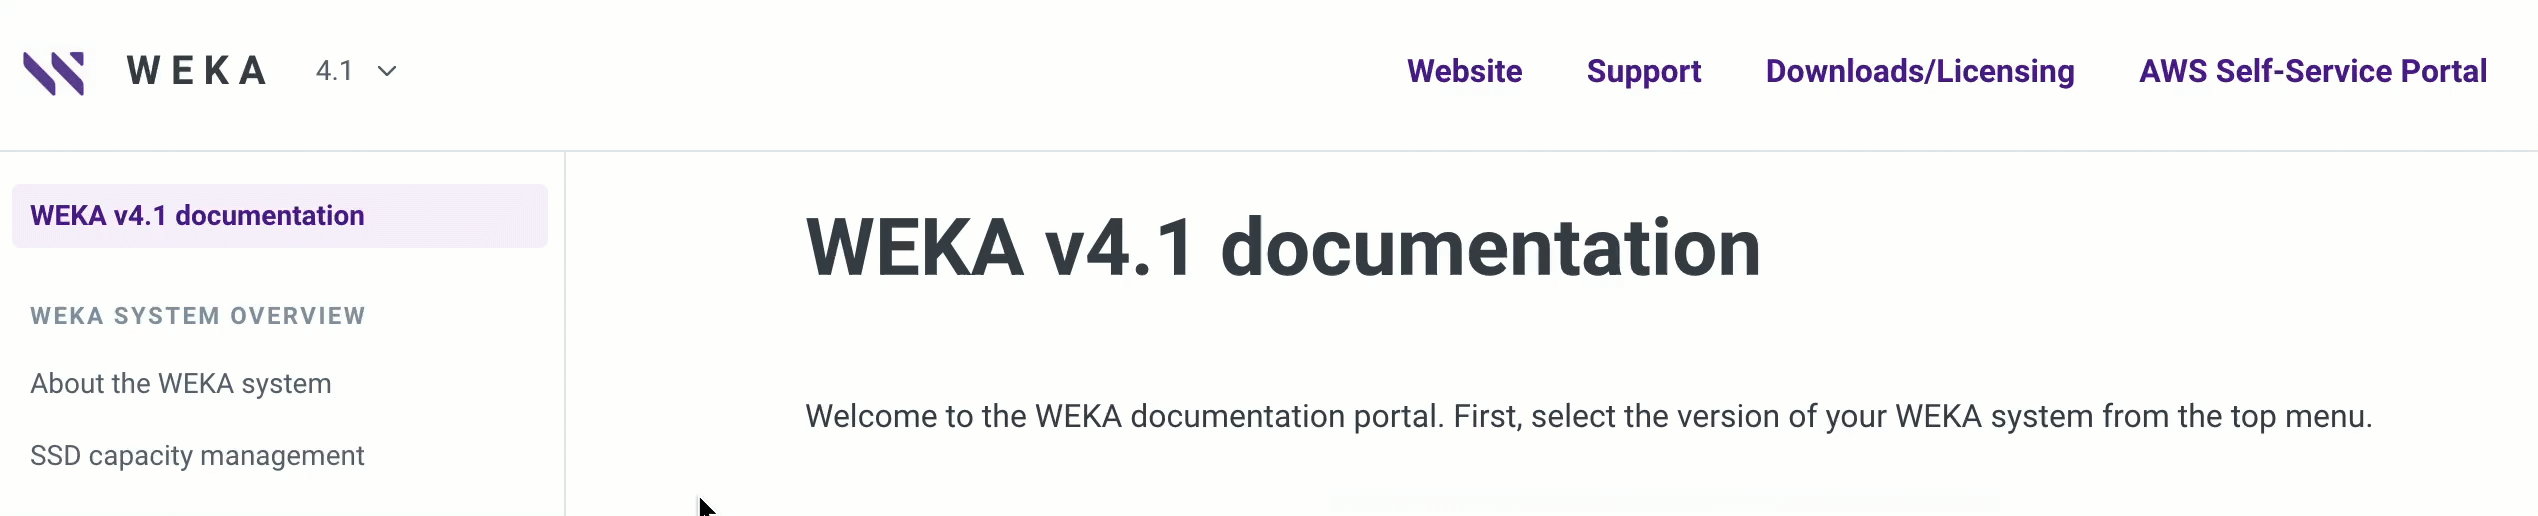 WEKA 4.1
Website Support Downloads/Licensing AWS Self-Service Portal
WEKA v4.1 documentation
WEKA SYSTEM OVERVIEW
About the WEKA system
SSD capacity management
WEKA v4.1 documentation
Welcome to the WEKA documentation portal. First, select the version of your WEKA system from the top menu.